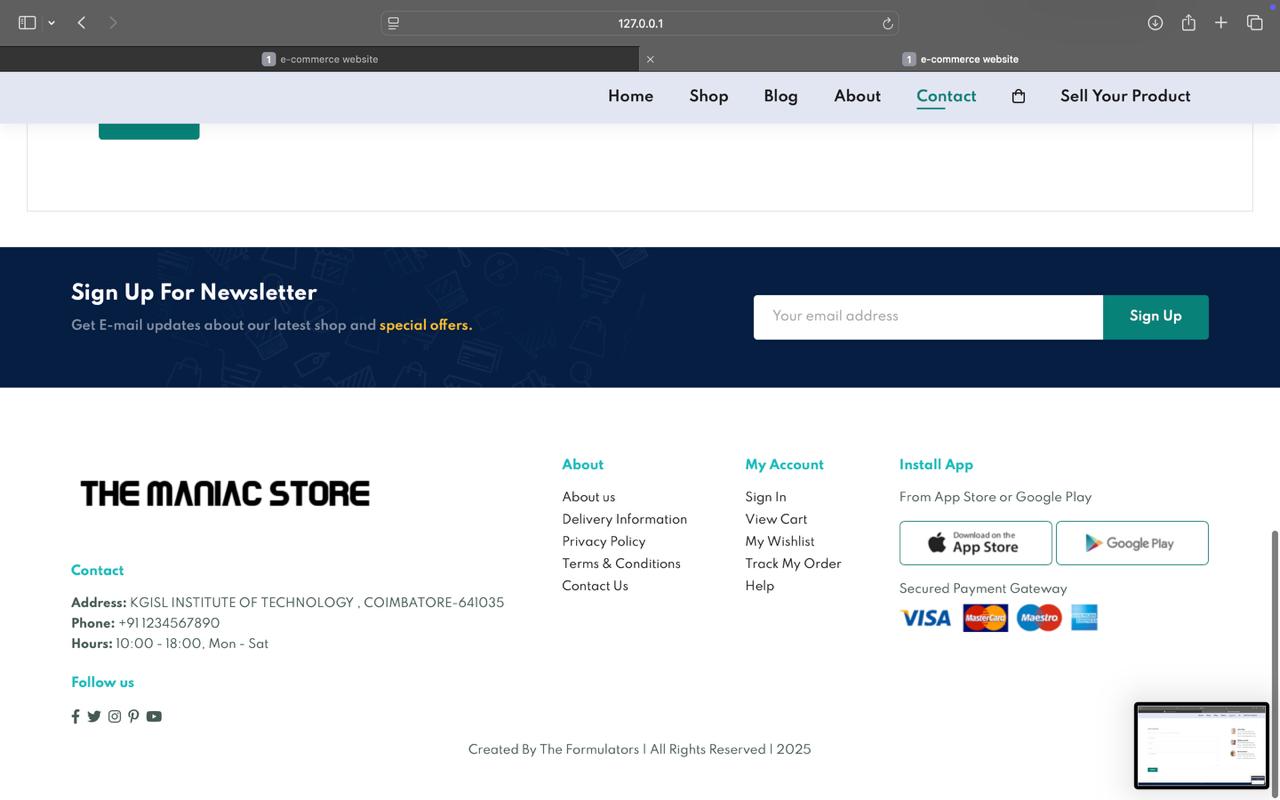 127.0.0.1
1 e-commerce website
1 e-commerce website
Home Shop Blog About Contact Sell Your Product
Sign Up For Newsletter
Get E-mail updates about our latest shop and special offers.
Your email address Sign Up
THE MANIAC STORE
Contact
Address: KGISL INSTITUTE OF TECHNOLOGY , COIMBATORE-641035
Phone: +91 1234567890
Hours: 10:00 - 18:00, Mon - Sat
Follow us
About
About us
Delivery Information
Privacy Policy
Terms & Conditions
Contact Us
My Account
Sign In
View Cart
My Wishlist
Track My Order
Help
Install App
From App Store or Google Play
Download on the
App Store
Google Play
Secured Payment Gateway
VISA MasterCard Maestro
Created By The Formulators | All Rights Reserved | 2025